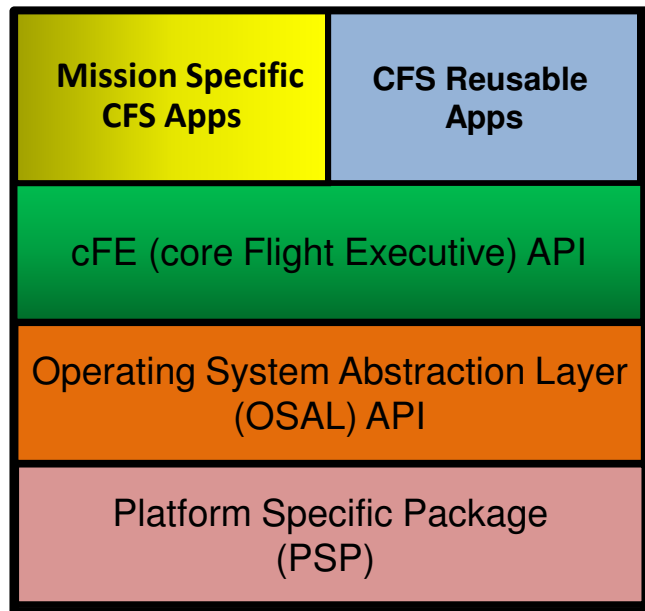 Mission Specific
CFS Apps
CFS Reusable
Apps
cFE (core Flight Executive) API
Operating System Abstraction Layer
(OSAL) API
Platform Specific Package
(PSP)